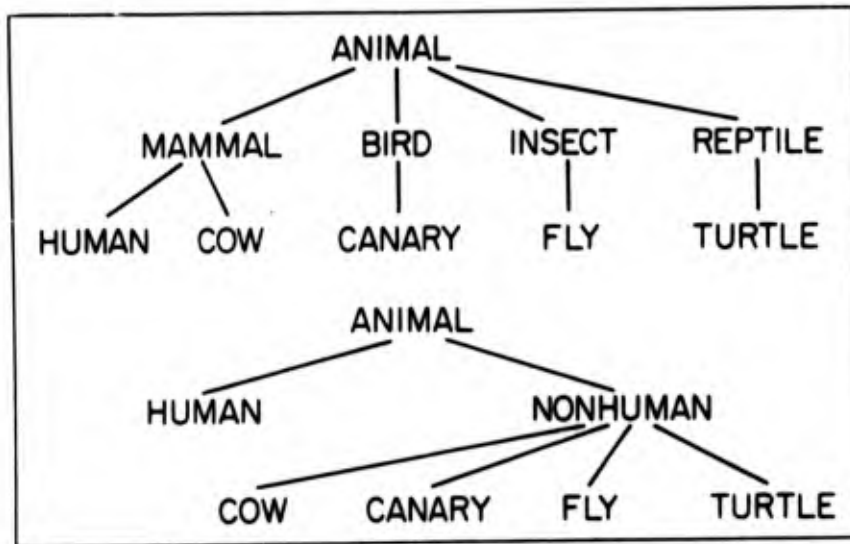 ANIMAL
MAMMAL BIRD INSECT REPTILE
HUMAN COW CANARY FLY TURTLE
ANIMAL
HUMAN NONHUMAN
COW CANARY FLY TURTLE